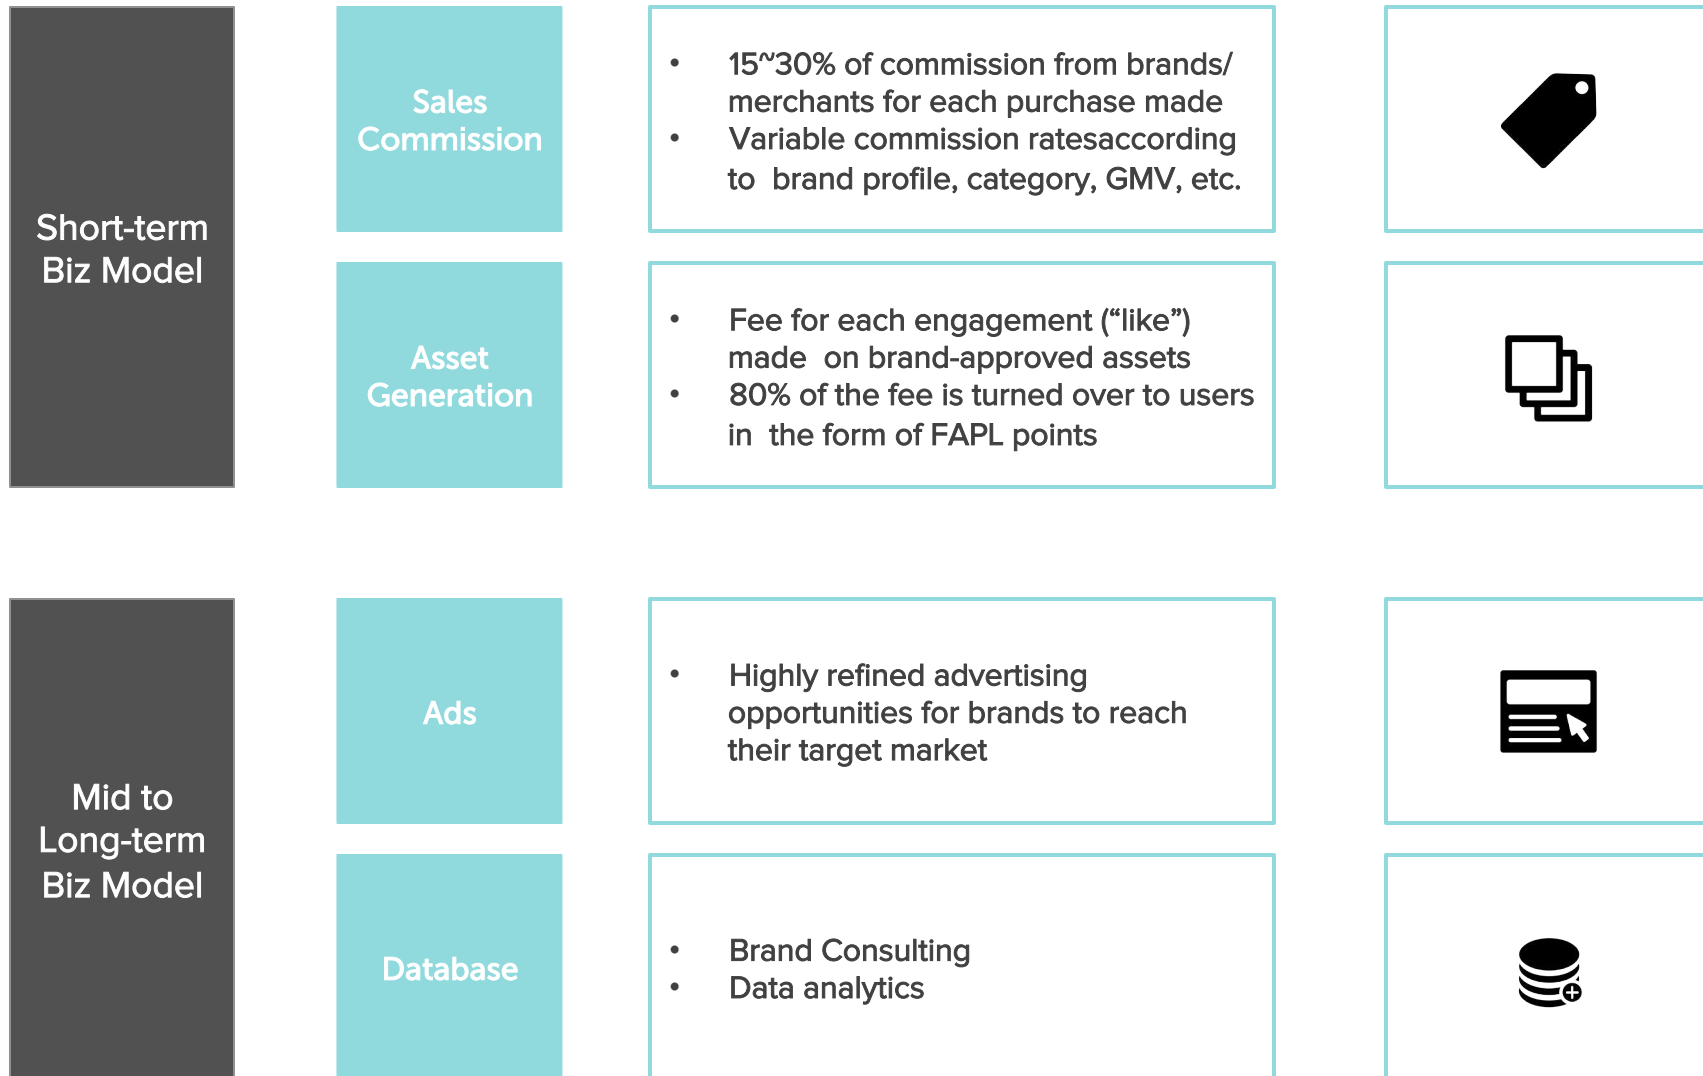 Short-term
Biz Model
Sales
Commission
• 15~30% of commission from brands/
merchants for each purchase made
• Variable commission ratesaccording
to  brand profile, category, GMV, etc.
Asset
Generation
• Fee for each engagement (“like”)
made  on brand-approved assets
• 80% of the fee is turned over to users
in  the form of FAPL points
Mid to
Long-term
Biz Model
Ads
• Highly refined advertising
opportunities for brands to reach
their target market
Database
• Brand Consulting
• Data analytics